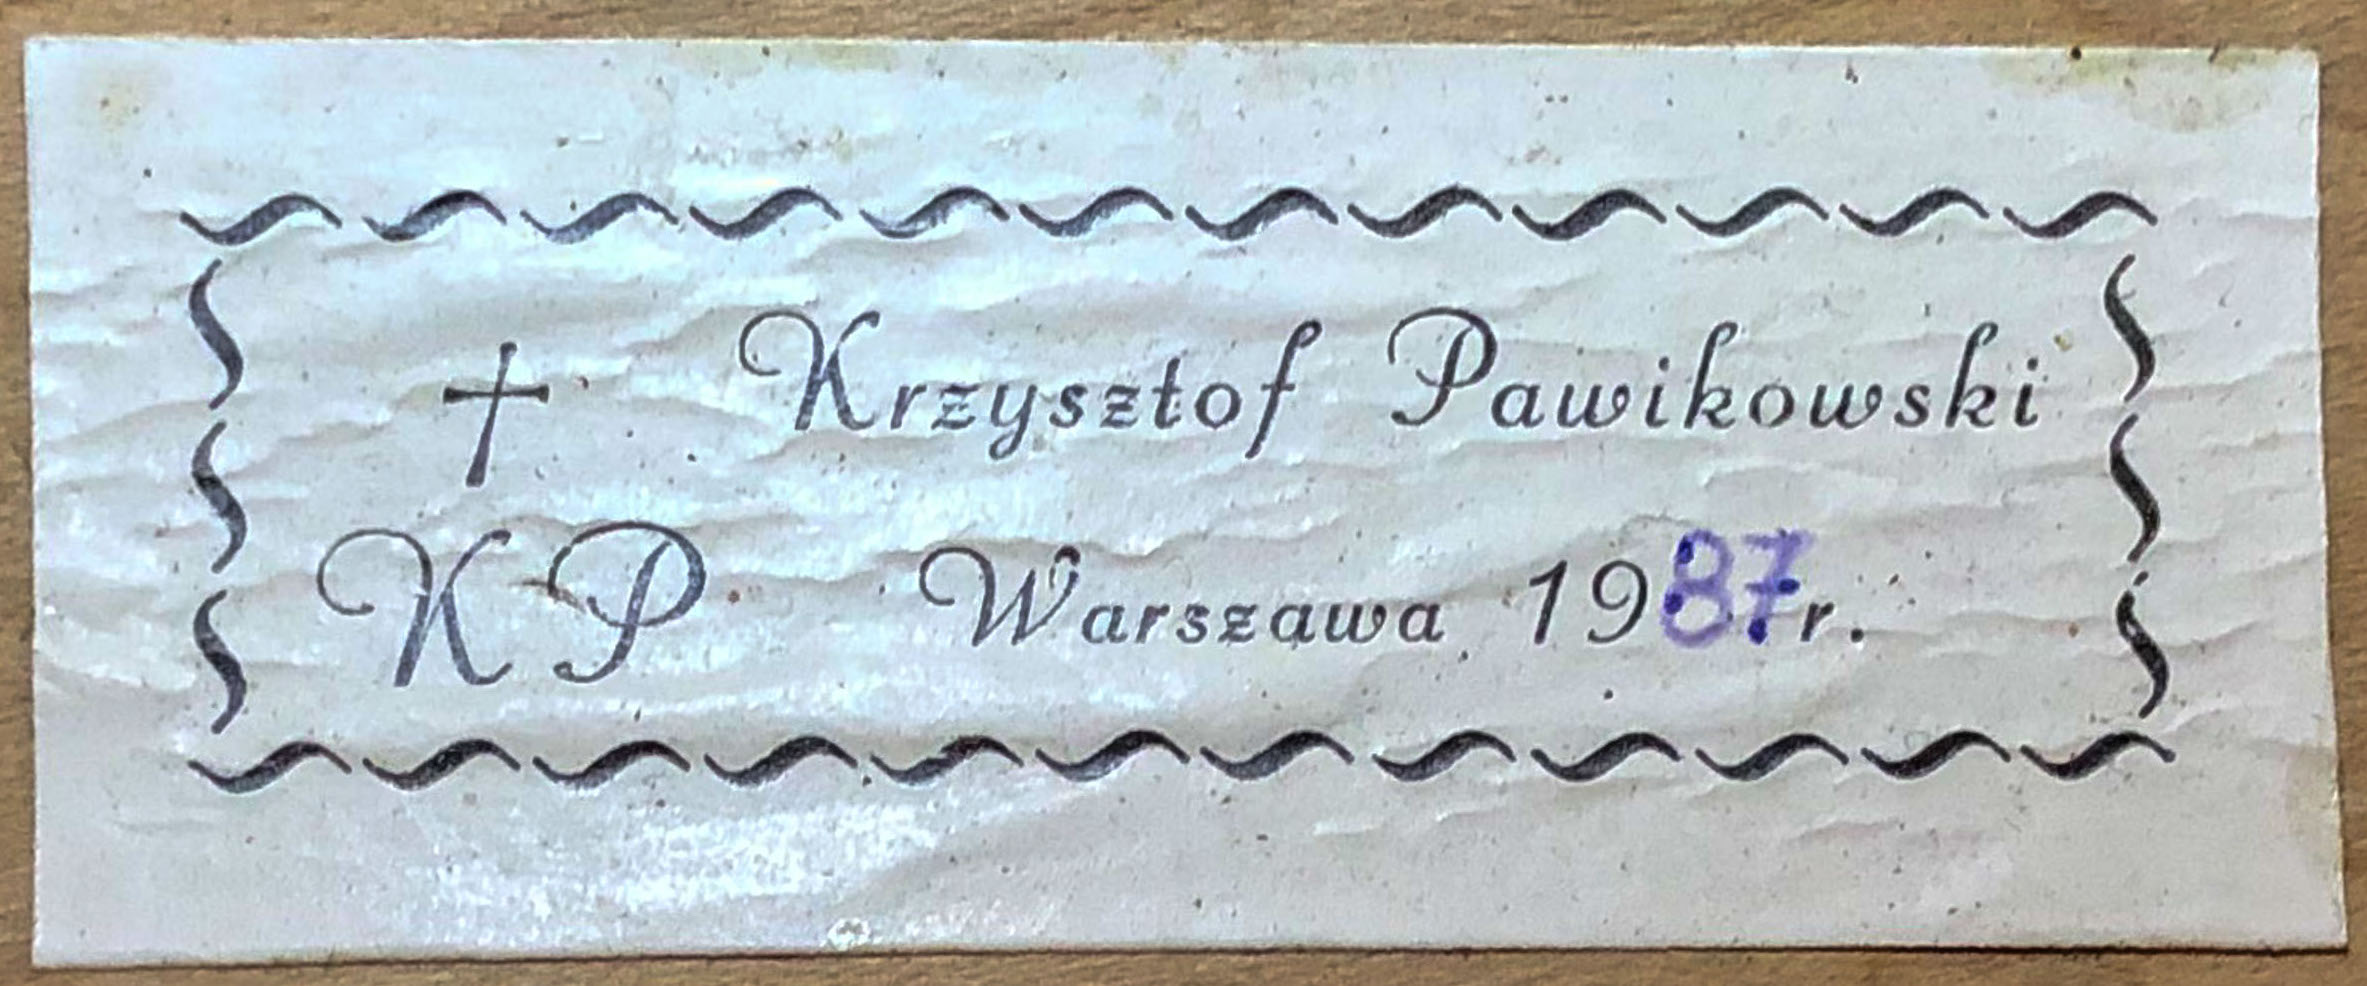 † Krzysztof Pawikowski
KP Warszawa 1987r.